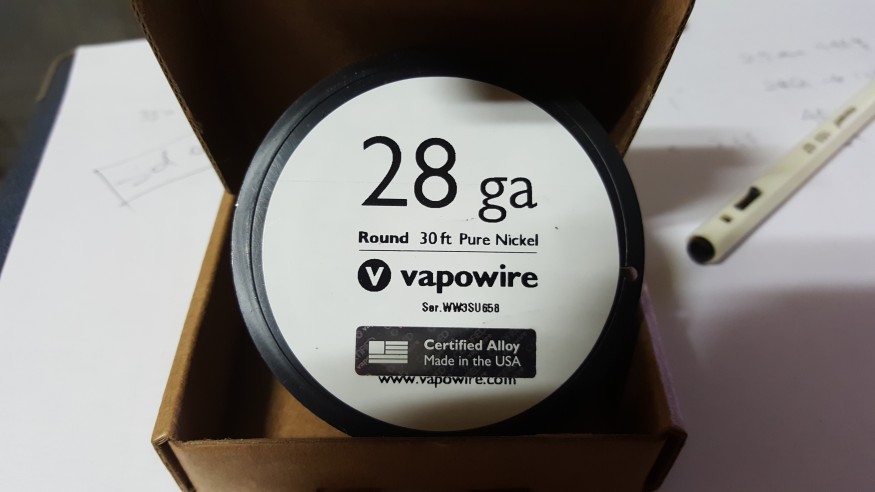 28 ga
Round 30 ft Pure Nickel
V vapowire
Ser.WW3SU658
Certified Alloy
Made in the USA
www.vapowire.com